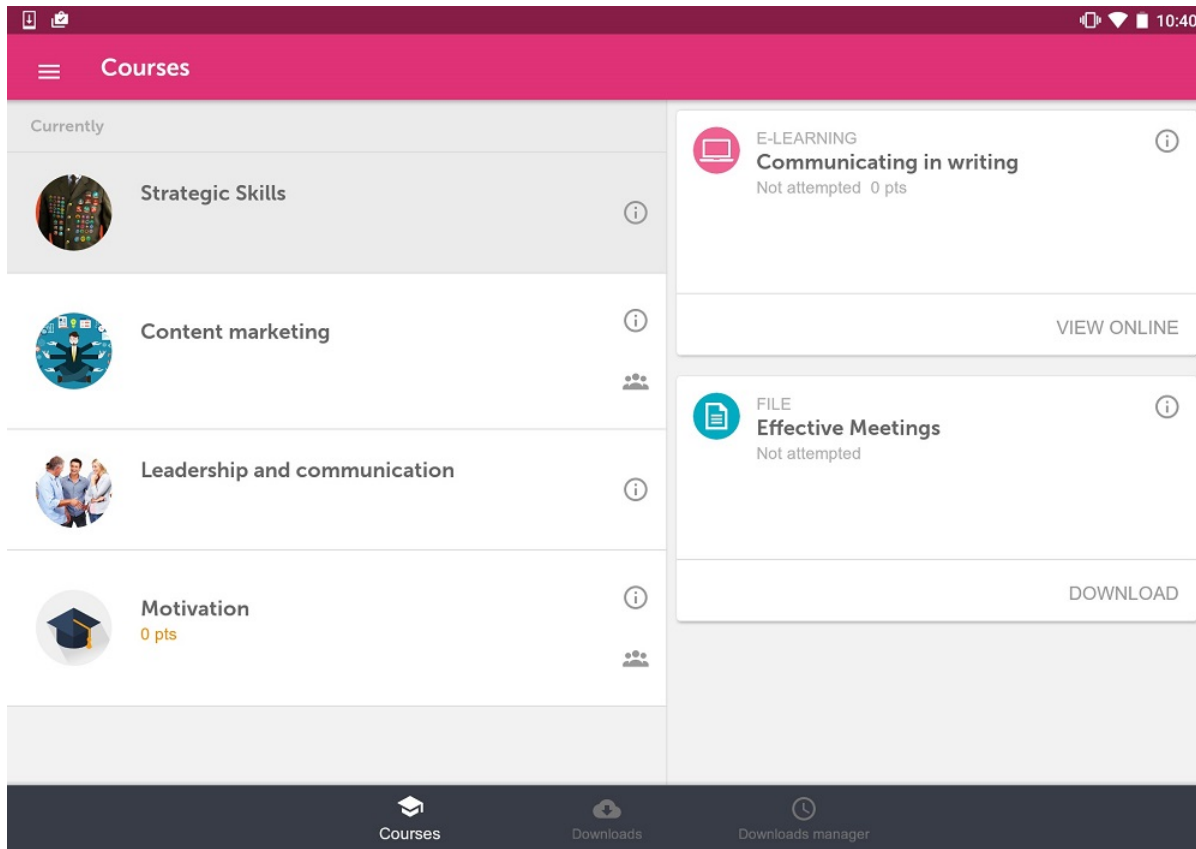 10:40
Courses
Currently
Strategic Skills
Content marketing
Leadership and communication
Motivation
0 pts
E-LEARNING
Communicating in writing
Not attempted 0 pts
VIEW ONLINE
FILE
Effective Meetings
Not attempted
DOWNLOAD
Courses
Downloads
Downloads manager